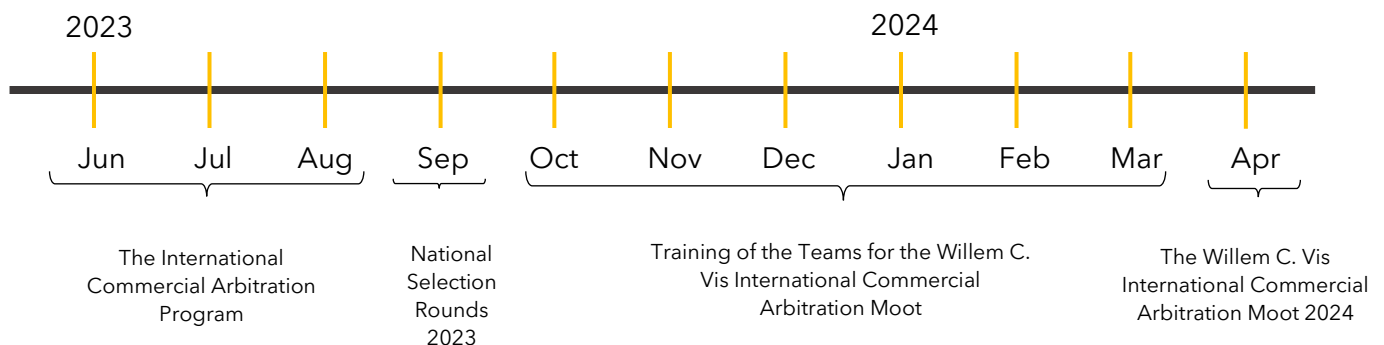 2023
2024
Jun Jul Aug Sep Oct Nov Dec Jan Feb Mar Apr
The International
Commercial Arbitration
Program
National
Selection
Rounds
2023
Training of the Teams for the Willem C.
Vis International Commercial
Arbitration Moot
The Willem C. Vis
International Commercial
Arbitration Moot 2024